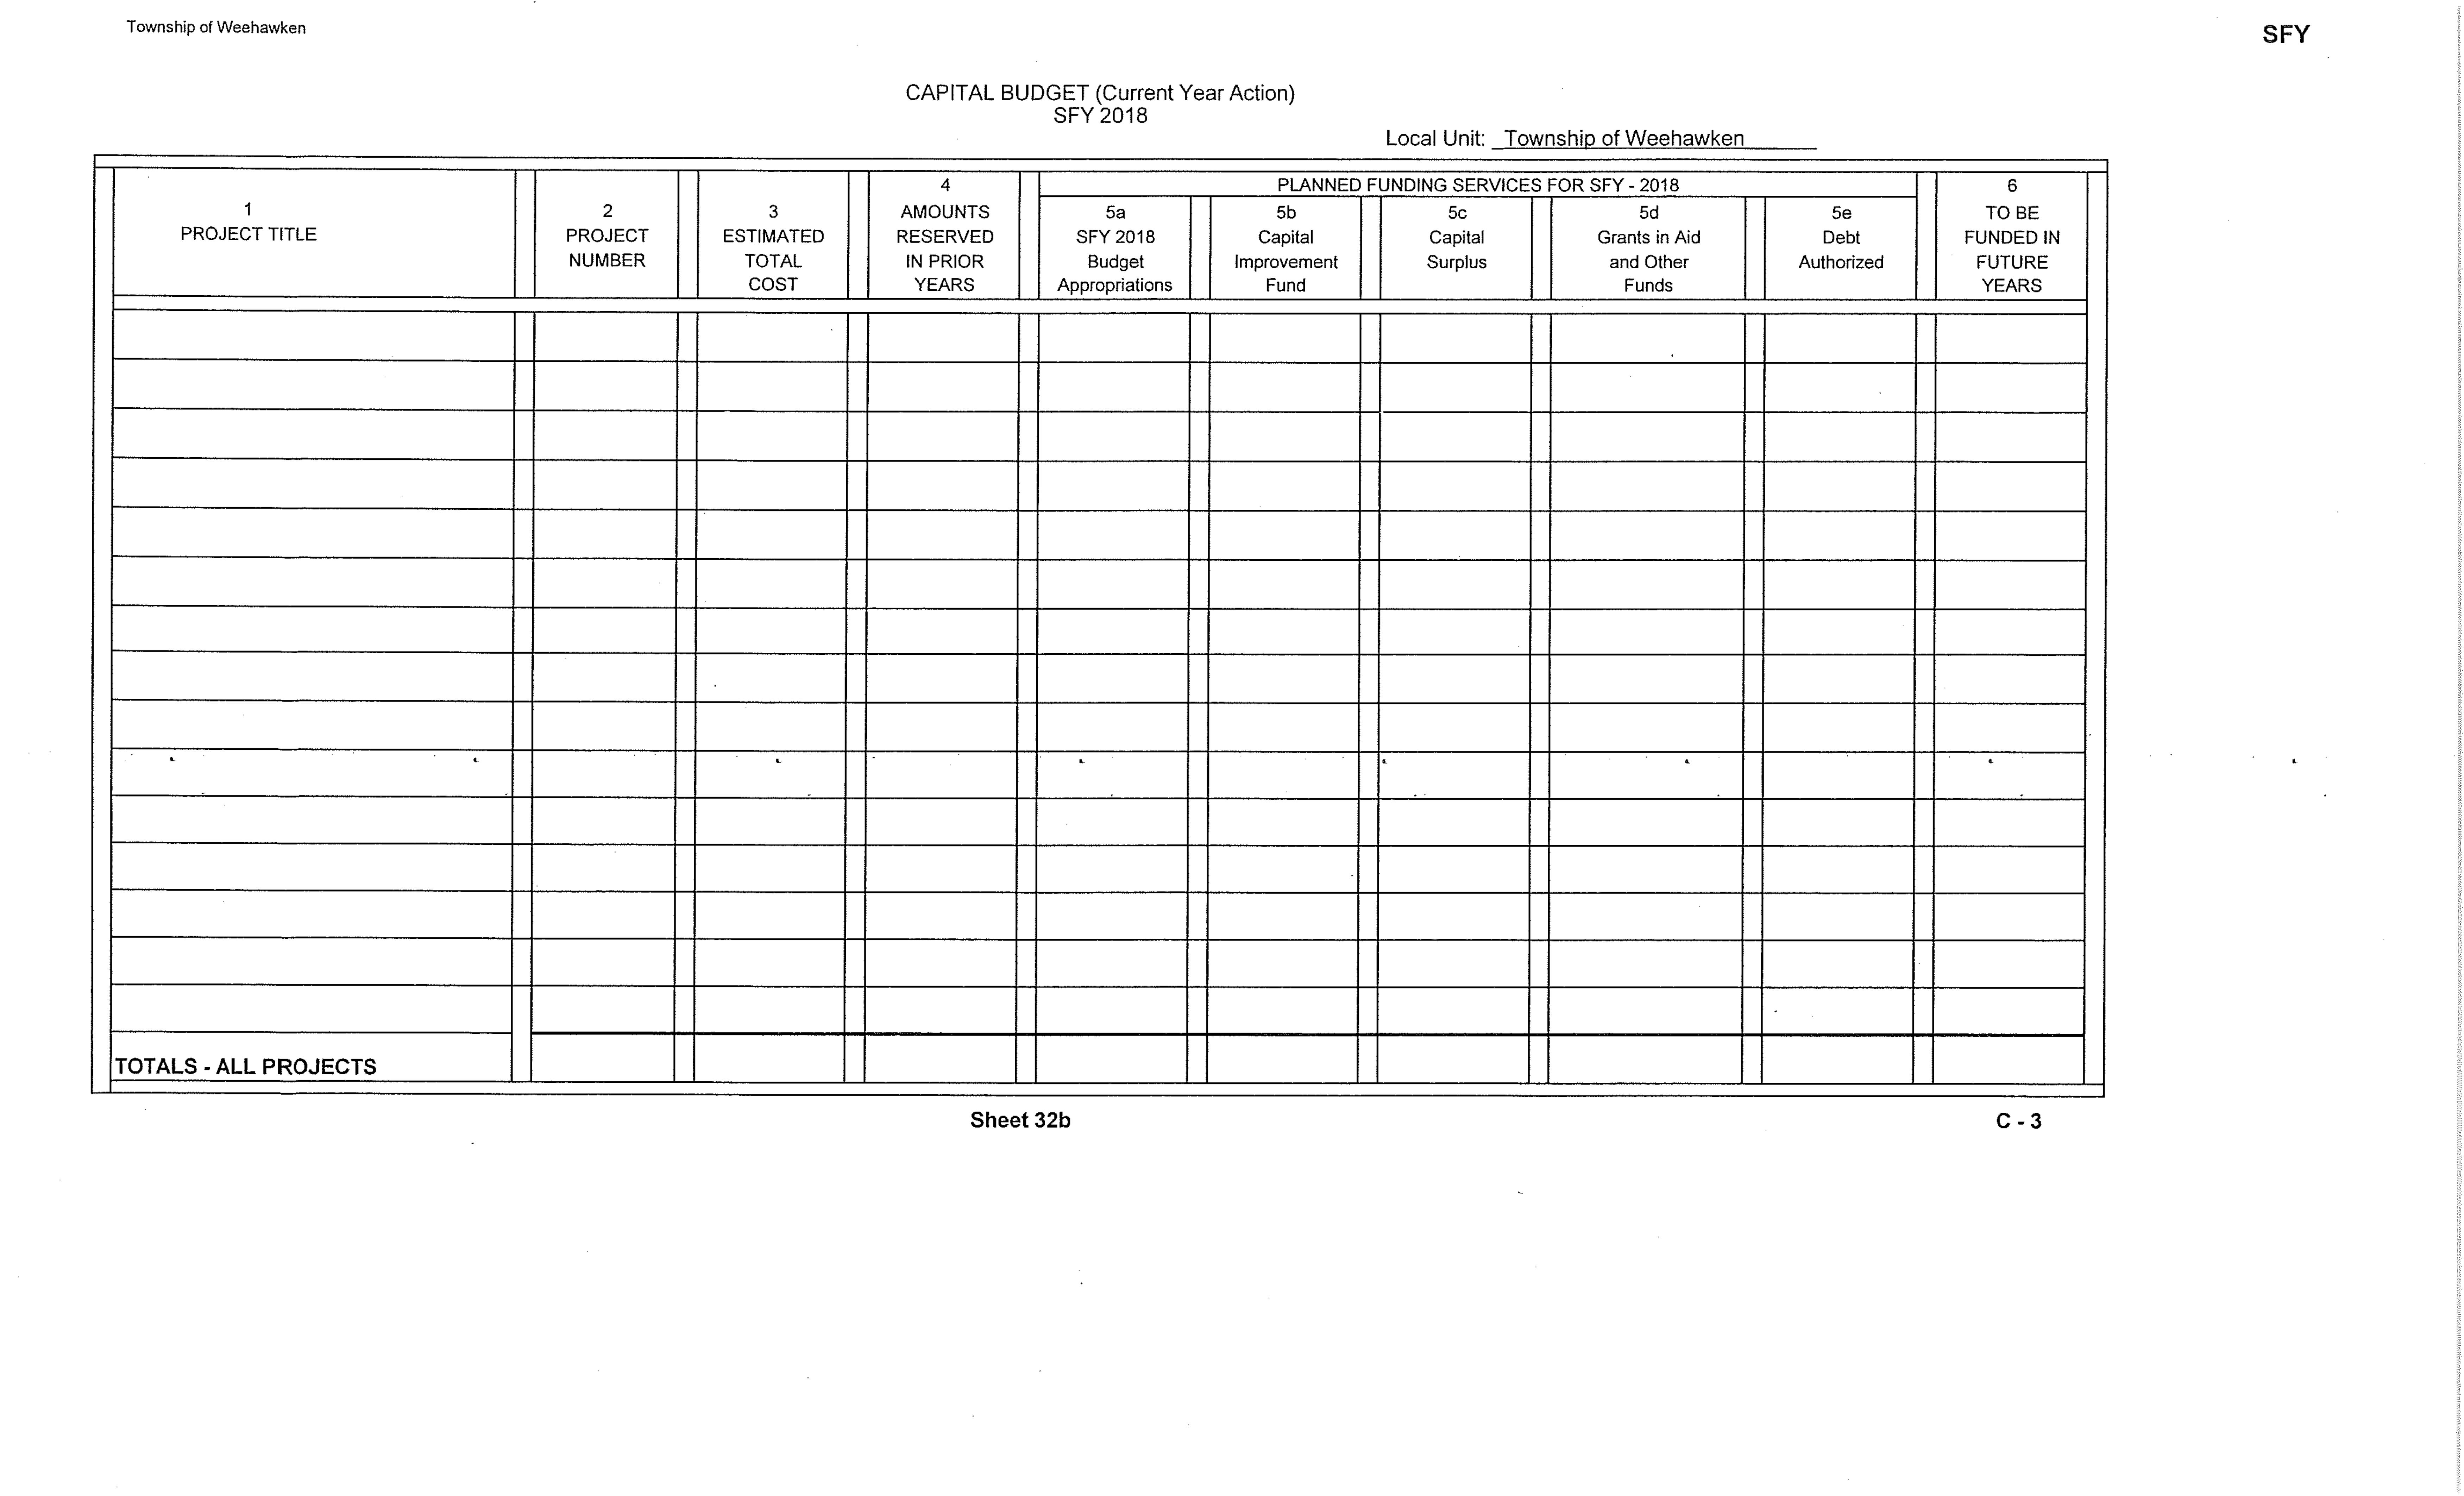 Township of Weehawken
SFY
CAPITAL BUDGET (Current Year Action)
SFY 2018
Local Unit: Township of Weehawken
1
PROJECT TITLE
2
PROJECT
NUMBER
3
ESTIMATED
TOTAL
COST
4
AMOUNTS
RESERVED
IN PRIOR
YEARS
PLANNED FUNDING SERVICES FOR SFY - 2018
5a
SFY 2018
Budget
Appropriations
5b
Capital
Improvement
Fund
5c
Capital
Surplus
5d
Grants in Aid
and Other
Funds
5e
Debt
Authorized
6
TO BE
FUNDED IN
FUTURE
YEARS
TOTALS - ALL PROJECTS
Sheet 32b
C - 3